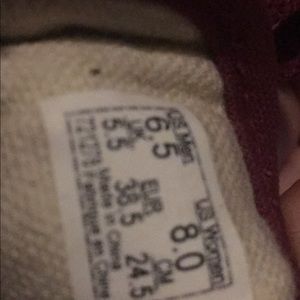 US Men US Women
6.5 8.0
UK EUR CM
5.5 38.5 24.5
Made in China
Fabriqué en Chine